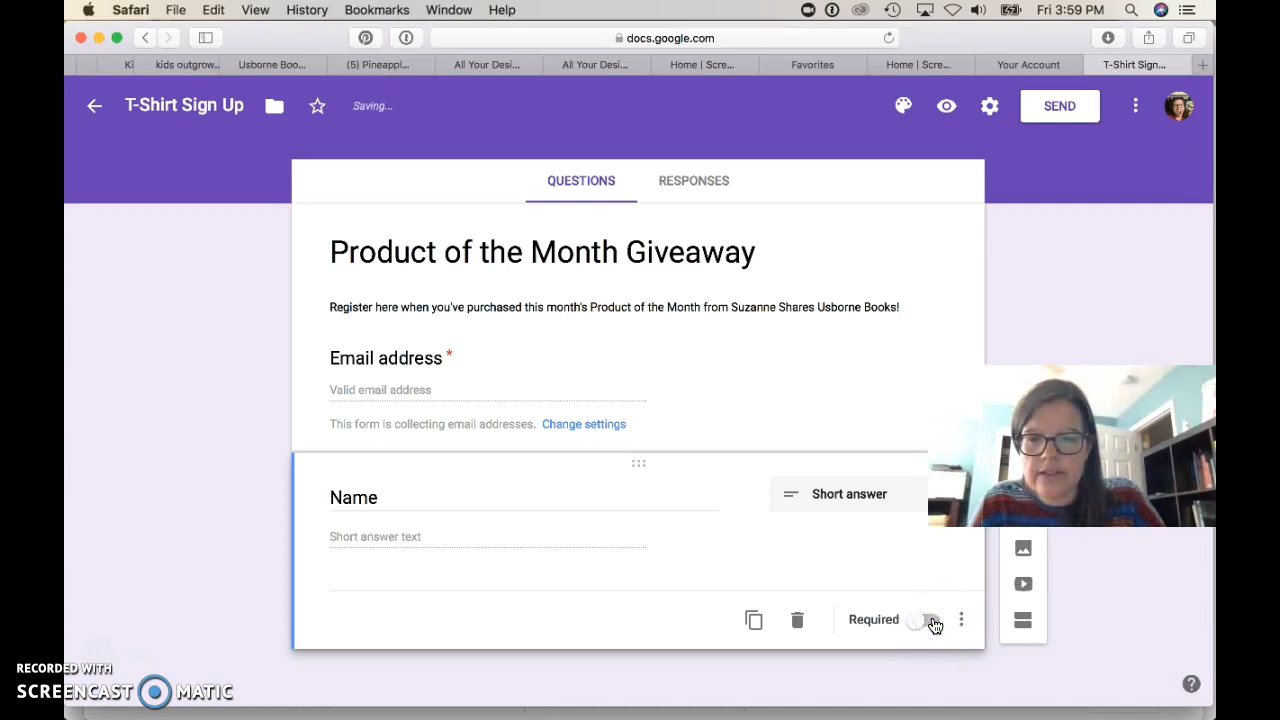 Safari File Edit View History Bookmarks Window Help Fri 3:59 PM
docs.google.com
Ki kids outgrow... Usborne Boo... (5) Pineappl... All Your Desi... All Your Desi... Home | Scre... Favorites Home | Scre... Your Account T-Shirt Sign...
T-Shirt Sign Up Saving... SEND
QUESTIONS RESPONSES
Product of the Month Giveaway
Register here when you've purchased this month's Product of the Month from Suzanne Shares Usborne Books!
Email address *
Valid email address
This form is collecting email addresses. Change settings
Name Short answer
Short answer text
Required
RECORDED WITH
SCREENCAST MATIC